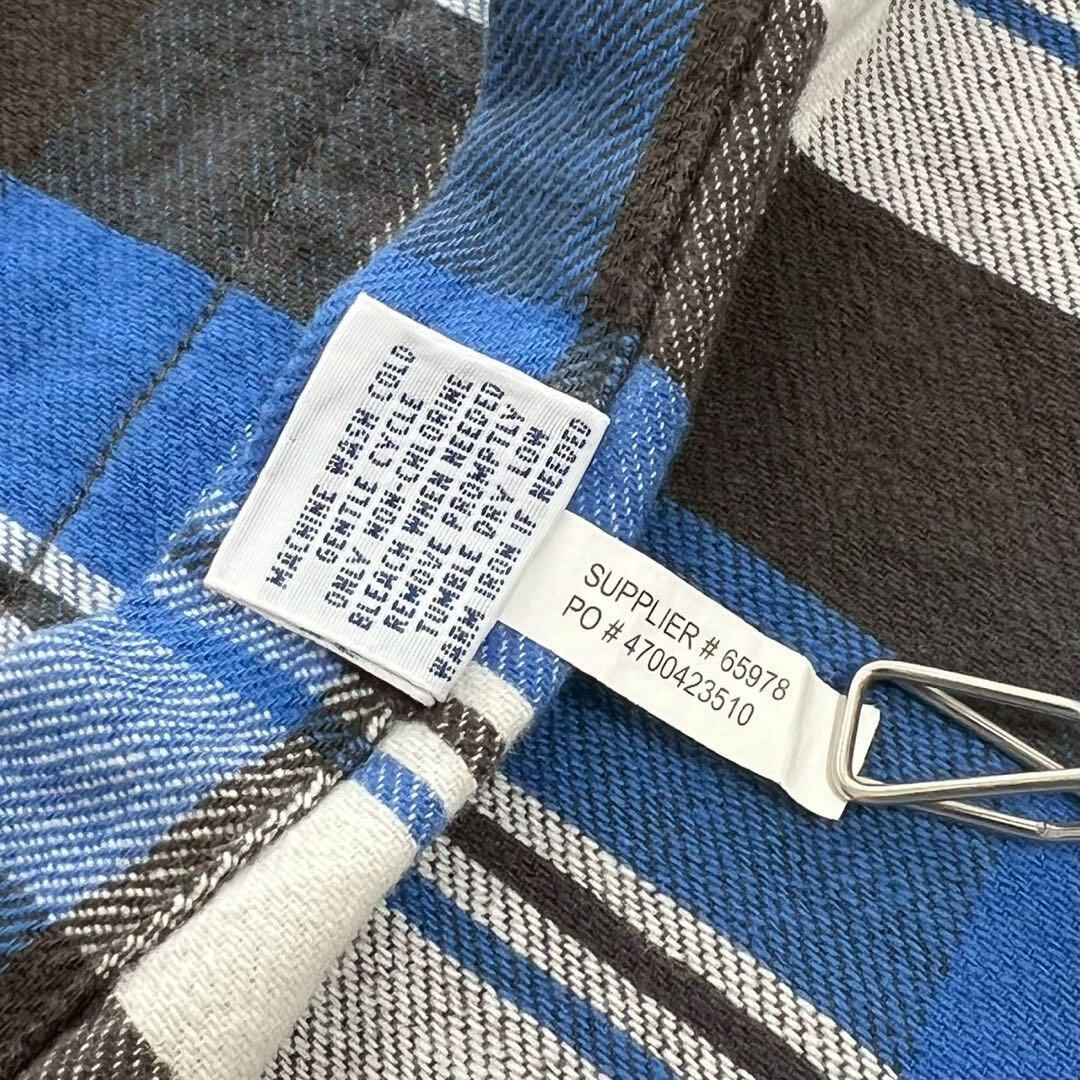 MACHINE WASH COLD
GENTLE CYCLE
ONLY NON-CHLORINE
BLEACH WHEN NEEDED
REMOVE PROMPTLY
TUMBLE DRY LOW
WARM IRON IF NEEDED
SUPPLIER # 65978
PO # 4700423510